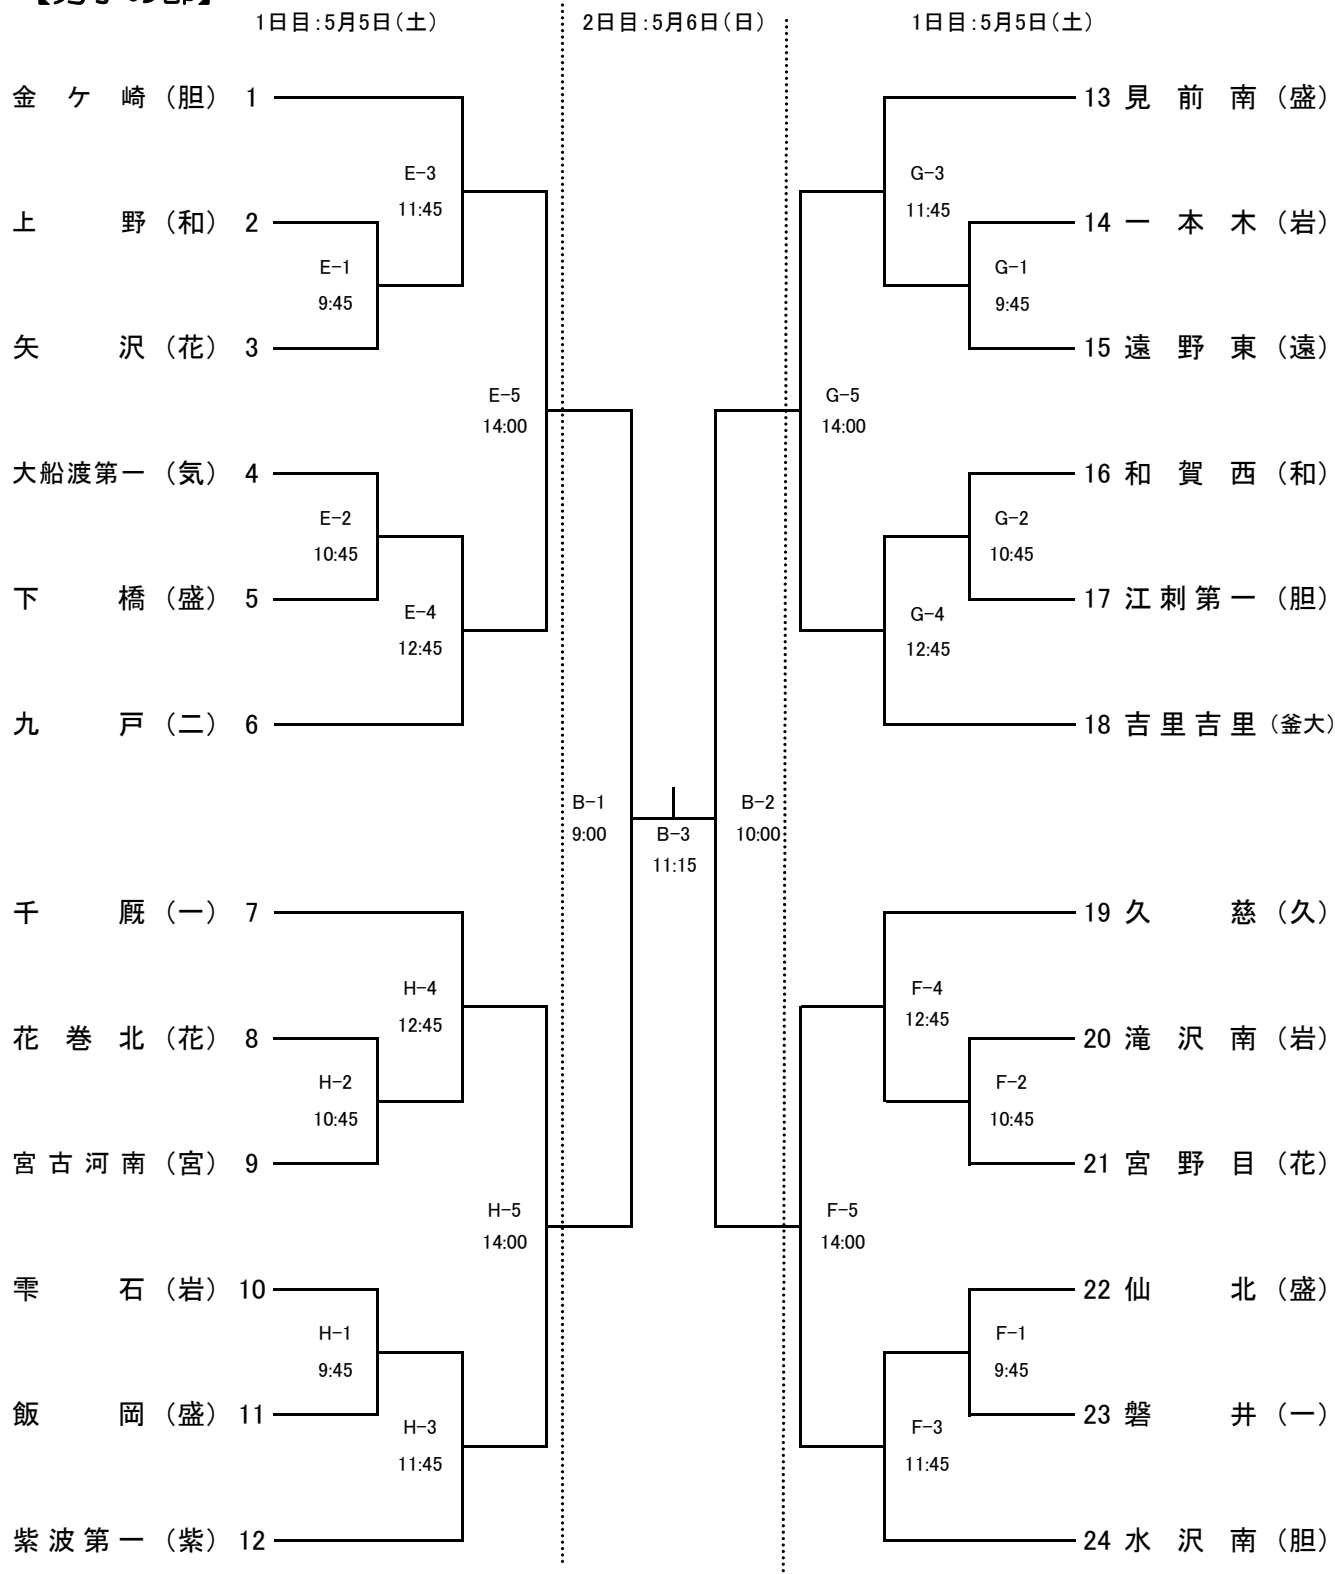 1日目:5月5日(土) 2日目:5月6日(日) 1日目:5月5日(土)
金ケ崎(胆) 1
13 見前南(盛)
E-3
11:45
G-3
11:45
上野(和) 2
14 一本木(岩)
E-1
9:45
G-1
9:45
矢沢(花) 3
15 遠野東(遠)
E-5
14:00
G-5
14:00
大船渡第一(気) 4
16 和賀西(和)
E-2
10:45
G-2
10:45
下橋(盛) 5
17 江刺第一(胆)
E-4
12:45
G-4
12:45
九戸(二) 6
18 吉里吉里(釜大)
B-1
9:00
B-3
11:15
B-2
10:00
千厩(一) 7
19 久慈(久)
H-4
12:45
F-4
12:45
花巻北(花) 8
20 滝沢南(岩)
H-2
10:45
F-2
10:45
宮古河南(宮) 9
21 宮野目(花)
H-5
14:00
F-5
14:00
雫石(岩) 10
22 仙北(盛)
H-1
9:45
F-1
9:45
飯岡(盛) 11
23 磐井(一)
H-3
11:45
F-3
11:45
紫波第一(紫) 12
24 水沢南(胆)